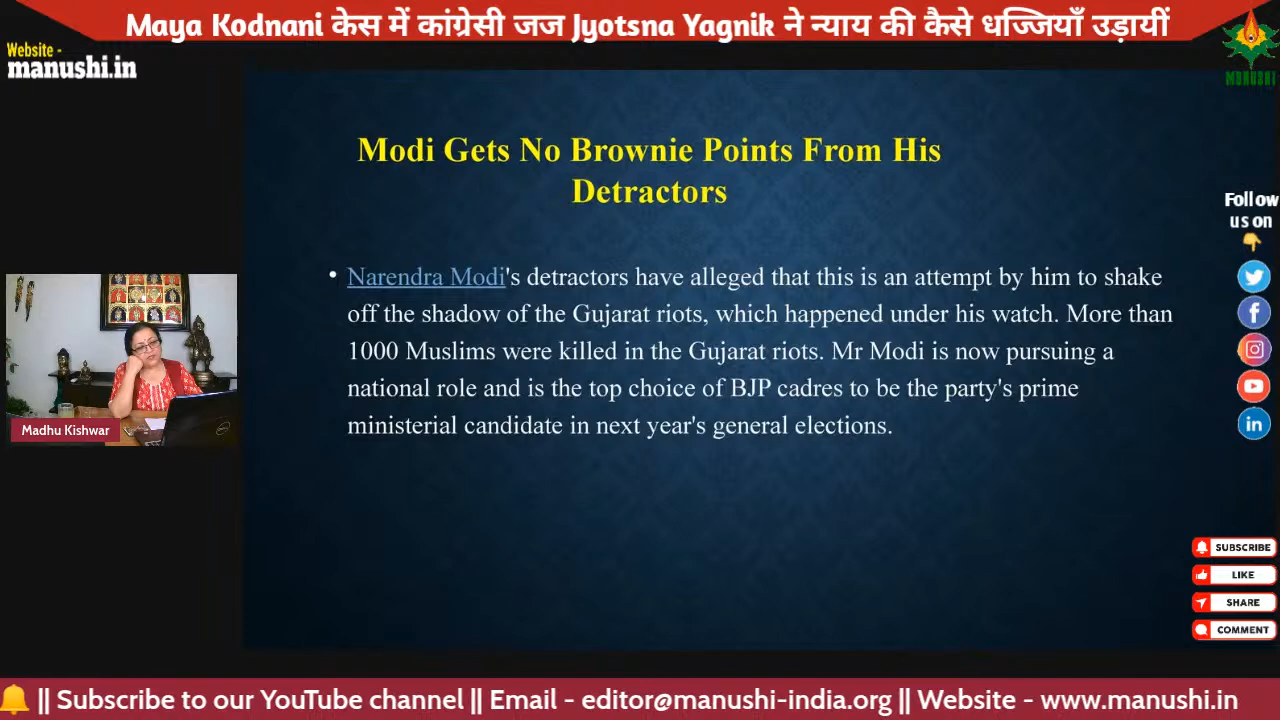 Maya Kodnani केस में कांग्रेसी जज Jyotsna Yagnik ने न्याय की कैसे धज्जियाँ उड़ायीं
Website -
manushi.in
MANUSHI
Modi Gets No Brownie Points From His
Detractors
• Narendra Modi's detractors have alleged that this is an attempt by him to shake
off the shadow of the Gujarat riots, which happened under his watch. More than
1000 Muslims were killed in the Gujarat riots. Mr Modi is now pursuing a
national role and is the top choice of BJP cadres to be the party's prime
ministerial candidate in next year's general elections.
Madhu Kishwar
Follow
us on
in
SUBSCRIBE
LIKE
SHARE
COMMENT
|| Subscribe to our YouTube channel || Email - editor@manushi-india.org || Website - www.manushi.in